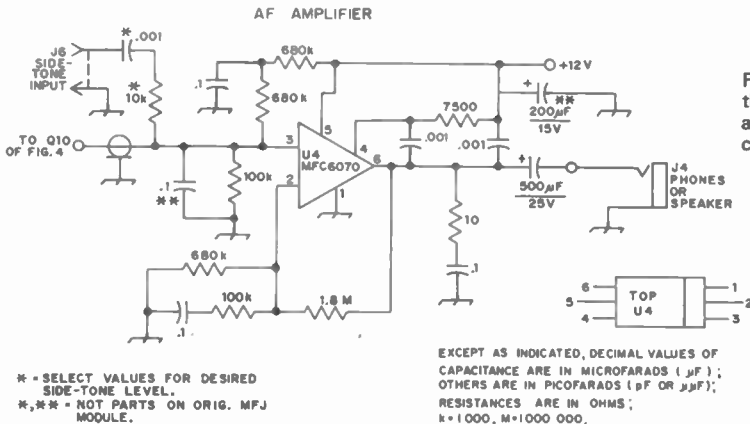 AF AMPLIFIER
J6
SIDE-
TONE
INPUT
* .001
*
10k
680k
.1
680k
+12V
+ **
200µF
15V
7500
.001
.001
TO Q10
OF FIG. 4
3
5
4
U4
MFC6070
6
2
1
.1
**
100k
+
500µF
25V
J4
PHONES
OR
SPEAKER
10
.1
680k
100k
.1
1.8 M
6
5
4
TOP
U4
1
2
3
* = SELECT VALUES FOR DESIRED
SIDE-TONE LEVEL.
*,** = NOT PARTS ON ORIG. MFJ
MODULE.
EXCEPT AS INDICATED, DECIMAL VALUES OF
CAPACITANCE ARE IN MICROFARADS (µF);
OTHERS ARE IN PICOFARADS (pF OR µµF);
RESISTANCES ARE IN OHMS;
k=1000, M=1000 000.